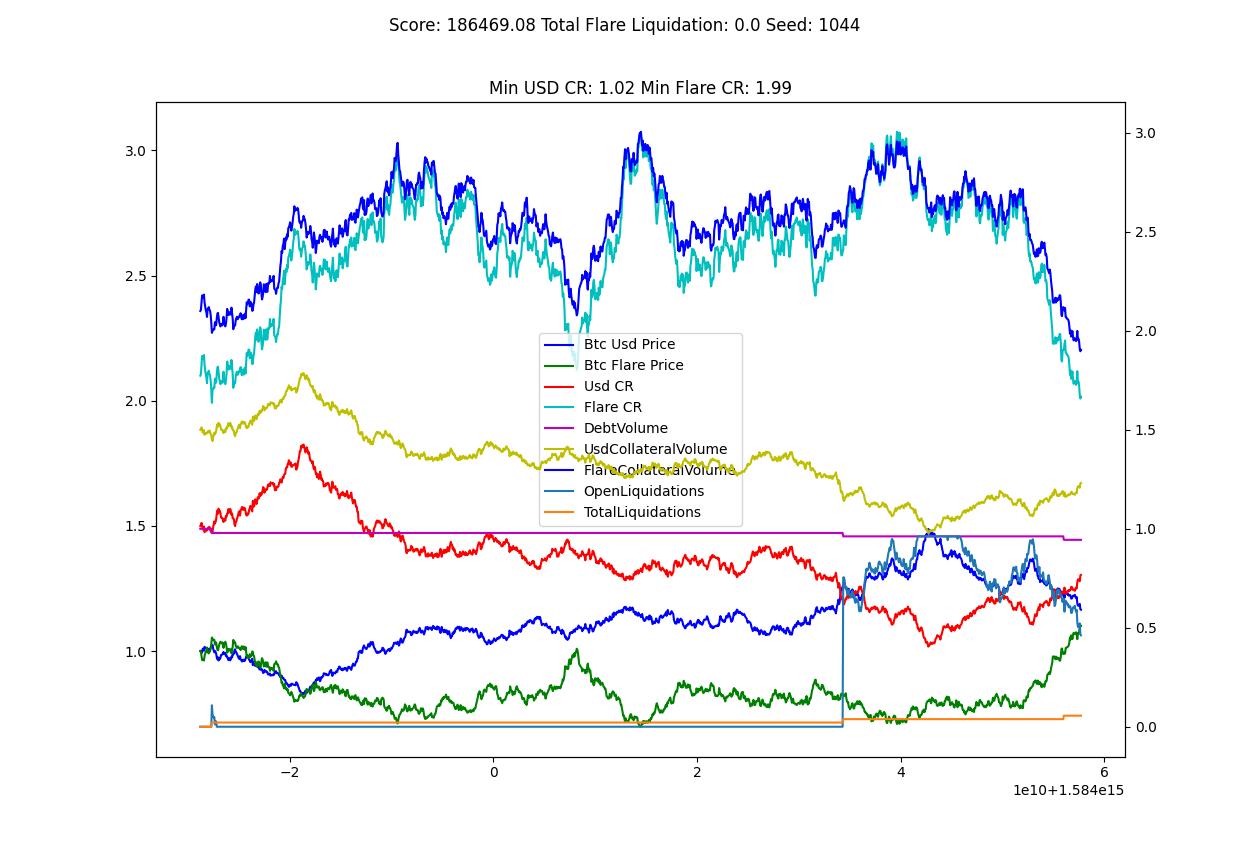 Score: 186469.08 Total Flare Liquidation: 0.0 Seed: 1044
Min USD CR: 1.02 Min Flare CR: 1.99
3.0
2.5
2.0
1.5
1.0
3.0
2.5
2.0
1.5
1.0
0.5
0.0
Btc Usd Price
Btc Flare Price
Usd CR
Flare CR
DebtVolume
UsdCollateralVolume
FlareCollateralVolume
OpenLiquidations
TotalLiquidations
−2 0 2 4 6
1e10+1.584e15